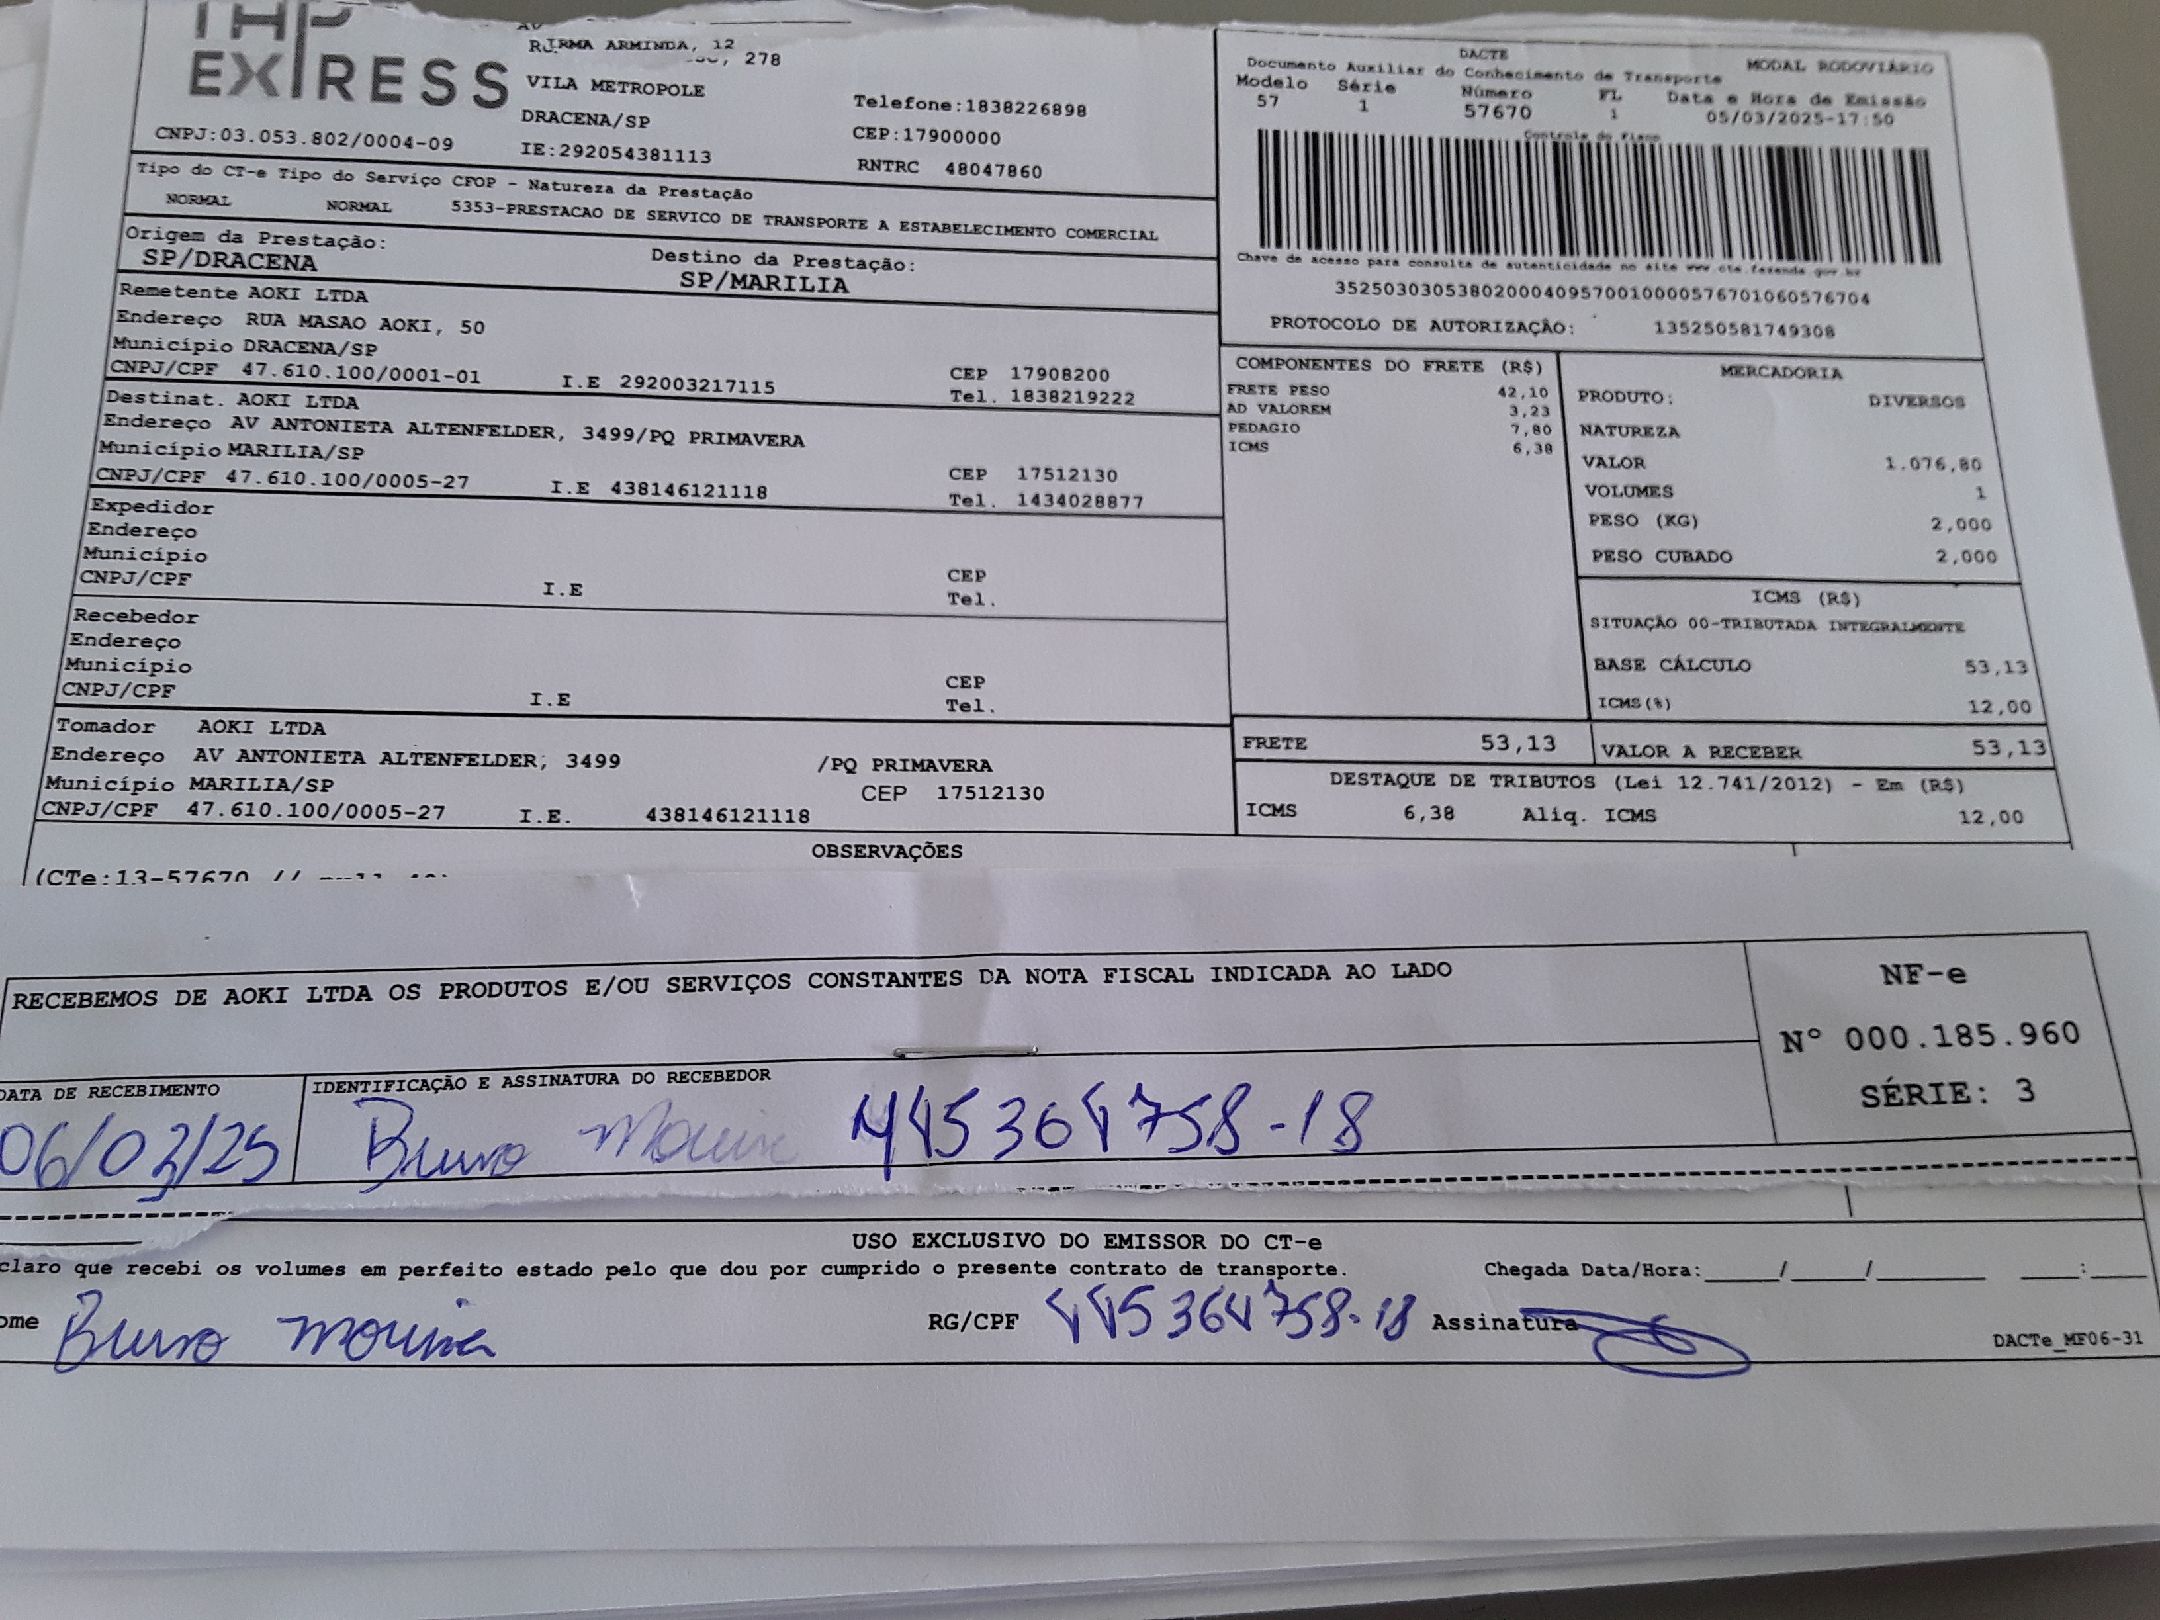 EXPRESS
IRMA ARMINDA, 12
, 278
VILA METROPOLE
DRACENA/SP
IE:292054381113
CNPJ:03.053.802/0004-09
Telefone:1838226898
CEP:17900000
RNTRC 48047860
Tipo do CT-e Tipo do Serviço CFOP - Natureza da Prestação
NORMAL NORMAL 5353-PRESTACAO DE SERVICO DE TRANSPORTE A ESTABELECIMENTO COMERCIAL
Origem da Prestação: Destino da Prestação:
SP/DRACENA SP/MARILIA
Remetente AOKI LTDA
Endereço RUA MASAO AOKI, 50
Município DRACENA/SP CEP 17908200
CNPJ/CPF 47.610.100/0001-01 I.E 292003217115 Tel. 1838219222
Destinat. AOKI LTDA
Endereço AV ANTONIETA ALTENFELDER, 3499/PQ PRIMAVERA
Município MARILIA/SP CEP 17512130
CNPJ/CPF 47.610.100/0005-27 I.E 438146121118 Tel. 1434028877
Expedidor
Endereço
Município CEP
CNPJ/CPF I.E Tel.
Recebedor
Endereço
Município CEP
CNPJ/CPF I.E Tel.
Tomador AOKI LTDA
Endereço AV ANTONIETA ALTENFELDER, 3499 /PQ PRIMAVERA
Município MARILIA/SP CEP 17512130
CNPJ/CPF 47.610.100/0005-27 I.E. 438146121118
DACTE MODAL RODOVIÁRIO
Documento Auxiliar do Conhecimento de Transporte
Modelo Série Número FL Data e Hora de Emissão
57 1 57670 1 05/03/2025-17:50
Controle do Fisco
Chave de acesso para consulta de autenticidade no site www.cte.fazenda.gov.br
35250303053802000409570010000576701060576704
PROTOCOLO DE AUTORIZAÇÃO: 135250581749308
COMPONENTES DO FRETE (R$)
FRETE PESO 42,10
AD VALOREM 3,23
PEDAGIO 7,80
ICMS 6,38
MERCADORIA
PRODUTO: DIVERSOS
NATUREZA
VALOR 1.076,80
VOLUMES 1
PESO (KG) 2,000
PESO CUBADO 2,000
ICMS (R$)
SITUAÇÃO 00-TRIBUTADA INTEGRALMENTE
BASE CÁLCULO 53,13
ICMS(%) 12,00
FRETE 53,13 VALOR A RECEBER 53,13
DESTAQUE DE TRIBUTOS (Lei 12.741/2012) - Em (R$)
ICMS 6,38 Aliq. ICMS 12,00
OBSERVAÇÕES
(CTe:13-57670 //
RECEBEMOS DE AOKI LTDA OS PRODUTOS E/OU SERVIÇOS CONSTANTES DA NOTA FISCAL INDICADA AO LADO
NF-e
Nº 000.185.960
SÉRIE: 3
DATA DE RECEBIMENTO IDENTIFICAÇÃO E ASSINATURA DO RECEBEDOR
06/03/25 Bruno 445364758-18
USO EXCLUSIVO DO EMISSOR DO CT-e
claro que recebi os volumes em perfeito estado pelo que dou por cumprido o presente contrato de transporte. Chegada Data/Hora:____/____/____ ____:____
ome Bruno RG/CPF 445364758-18 Assinatura
DACTe_MF06-31